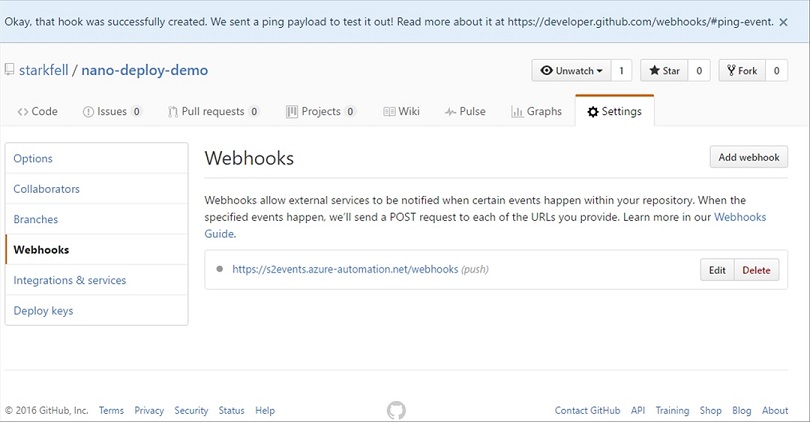 Okay, that hook was successfully created. We sent a ping payload to test it out! Read more about it at https://developer.github.com/webhooks/#ping-event.
starkfell / nano-deploy-demo
Unwatch 1 Star 0 Fork 0
Code Issues 0 Pull requests 0 Projects 0 Wiki Pulse Graphs Settings
Options
Collaborators
Branches
Webhooks
Integrations & services
Deploy keys
Webhooks
Add webhook
Webhooks allow external services to be notified when certain events happen within your repository. When the
specified events happen, we'll send a POST request to each of the URLs you provide. Learn more in our Webhooks
Guide.
https://s2events.azure-automation.net/webhooks (push)
Edit Delete
© 2016 GitHub, Inc. Terms Privacy Security Status Help
Contact GitHub API Training Shop Blog About